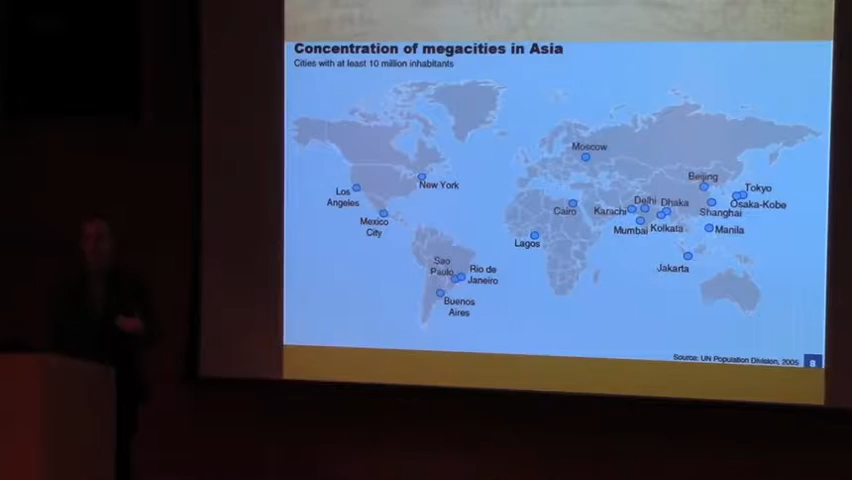 Concentration of megacities in Asia
Cities with at least 10 million inhabitants
Moscow
Los
Angeles
New York
Mexico
City
Cairo
Karachi
Delhi
Dhaka
Beijing
Tokyo
Osaka-Kobe
Shanghai
Mumbai
Kolkata
Manila
Lagos
Jakarta
Sao
Paulo
Rio de
Janeiro
Buenos
Aires
Source: UN Population Division, 2005
8